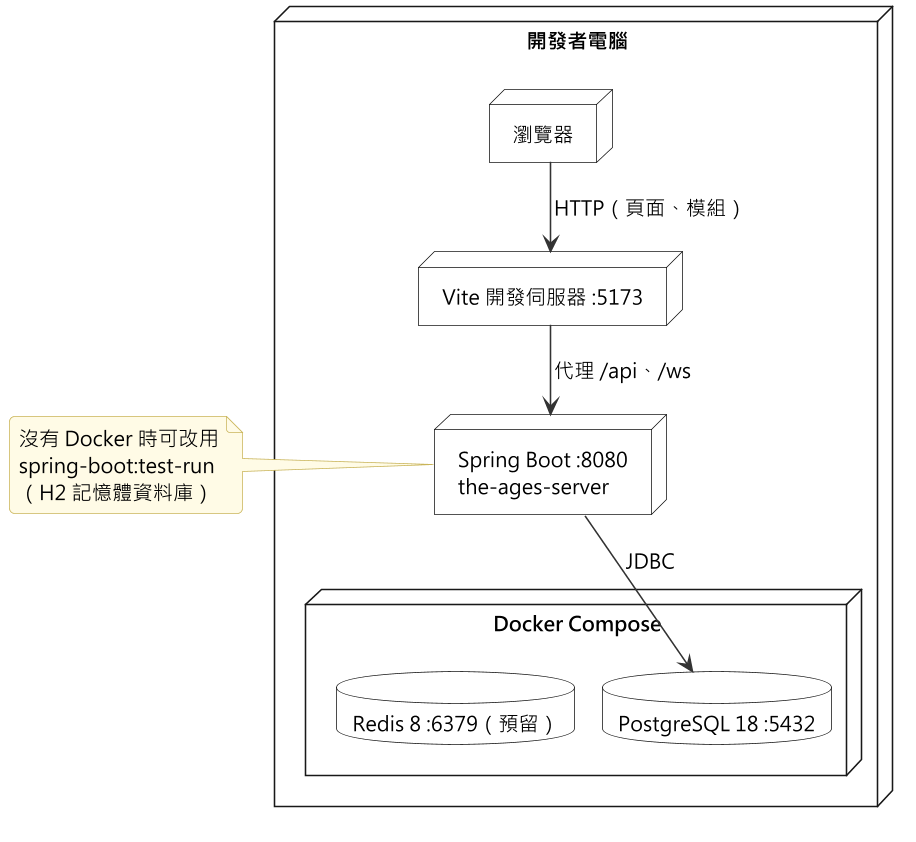 開發者電腦
瀏覽器
HTTP（頁面、模組）
Vite 開發伺服器 :5173
代理 /api、/ws
沒有 Docker 時可改用
spring-boot:test-run
（H2 記憶體資料庫）
Spring Boot :8080
the-ages-server
JDBC
Docker Compose
Redis 8 :6379（預留）
PostgreSQL 18 :5432